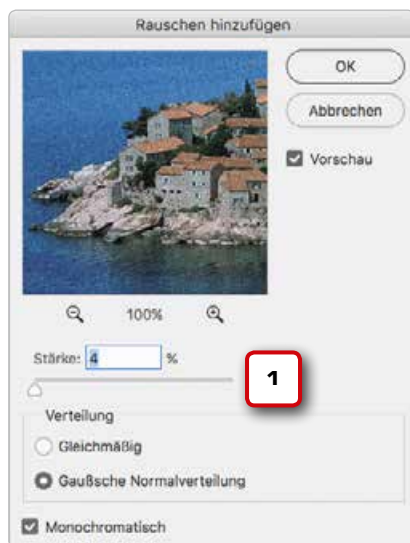 Rauschen hinzufügen
OK
Abbrechen
Vorschau
100%
Stärke: 4 %
1
Verteilung
Gleichmäßig
Gaußsche Normalverteilung
Monochromatisch